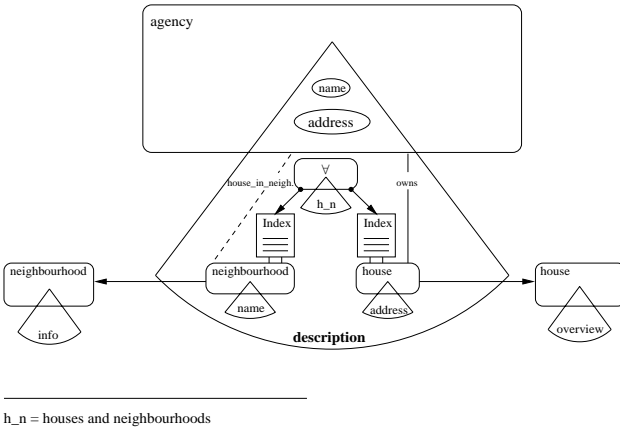 agency
name
address
∀
house_in_neigh.
owns
h_n
Index
Index
neighbourhood
neighbourhood
house
house
name
address
info
overview
description
h_n = houses and neighbourhoods